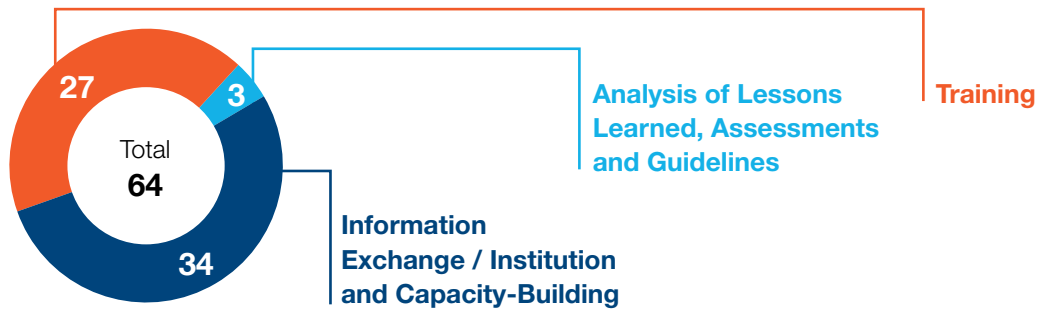 27
3
Total
64
34
Analysis of Lessons
Learned, Assessments
and Guidelines
Training
Information
Exchange / Institution
and Capacity-Building